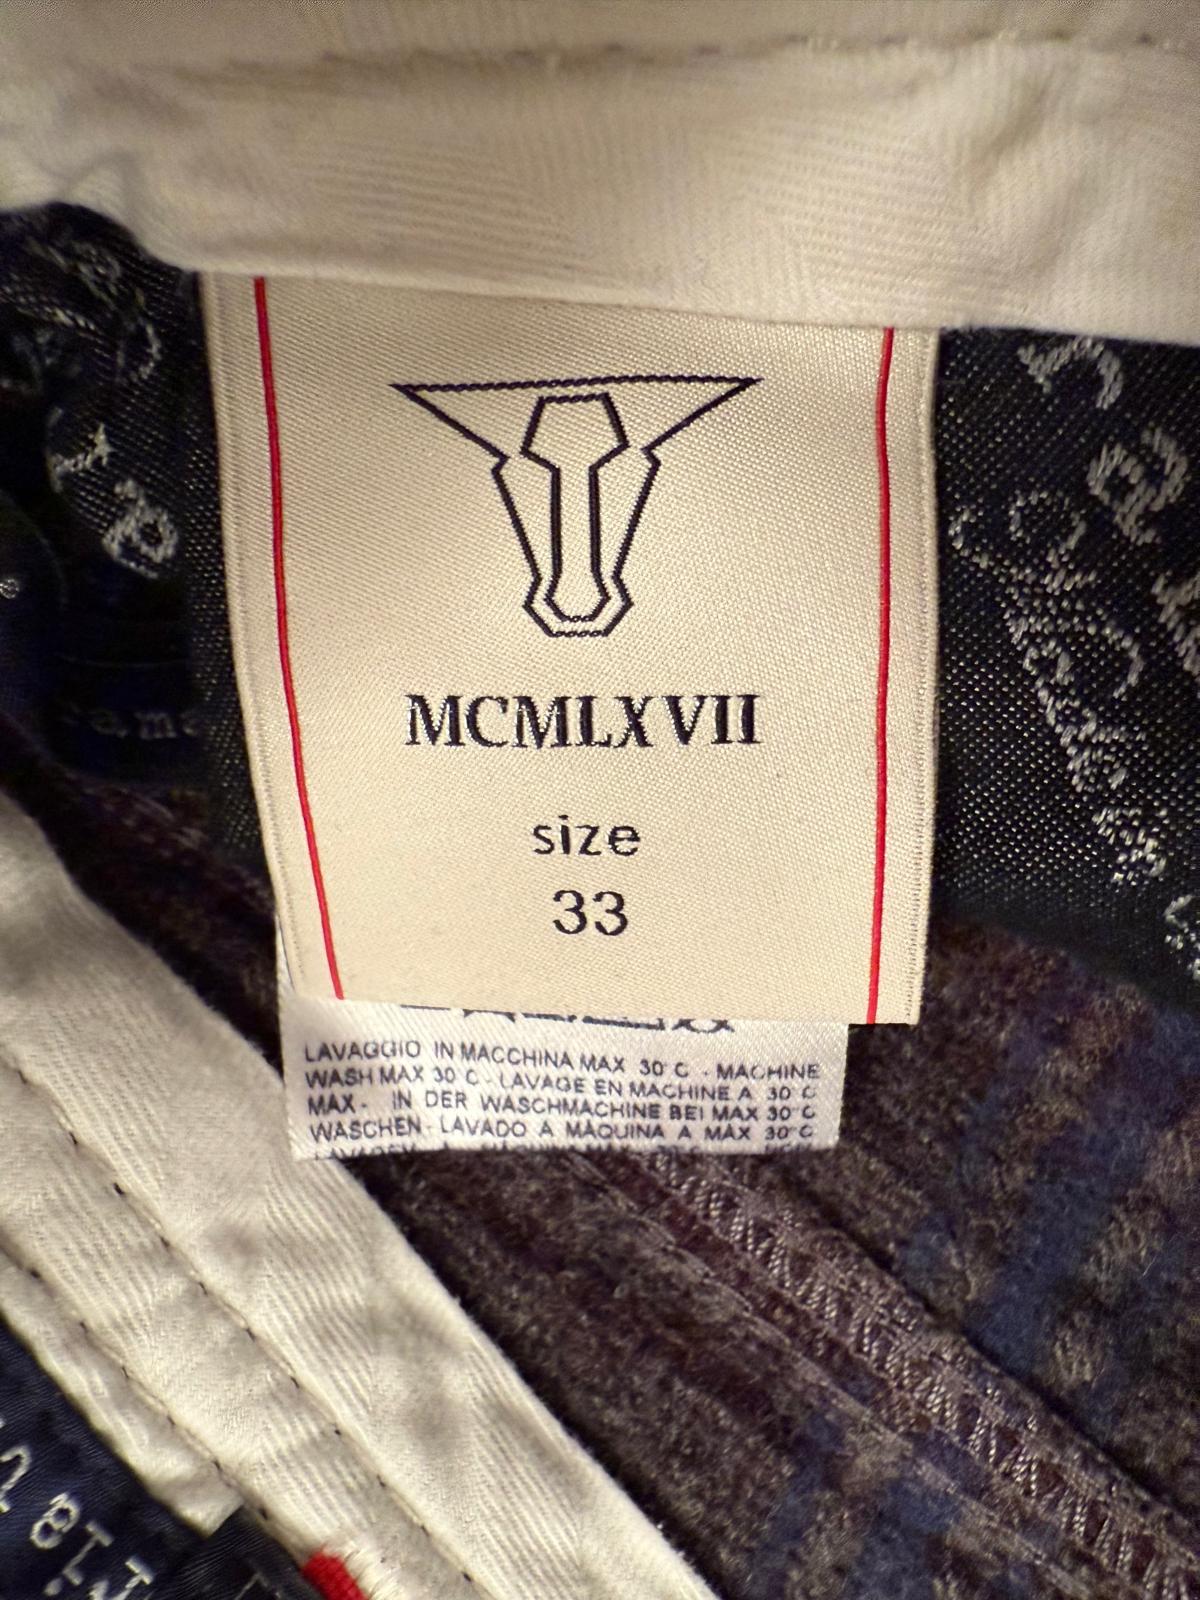 MCMLXVII
size
33
LAVAGGIO IN MACCHINA MAX 30°C - MACHINE
WASH MAX 30°C - LAVAGE EN MACHINE A 30°C
MAX - IN DER WASCHMACHINE BEI MAX 30°C
WASCHEN - LAVADO A MAQUINA A MAX 30°C